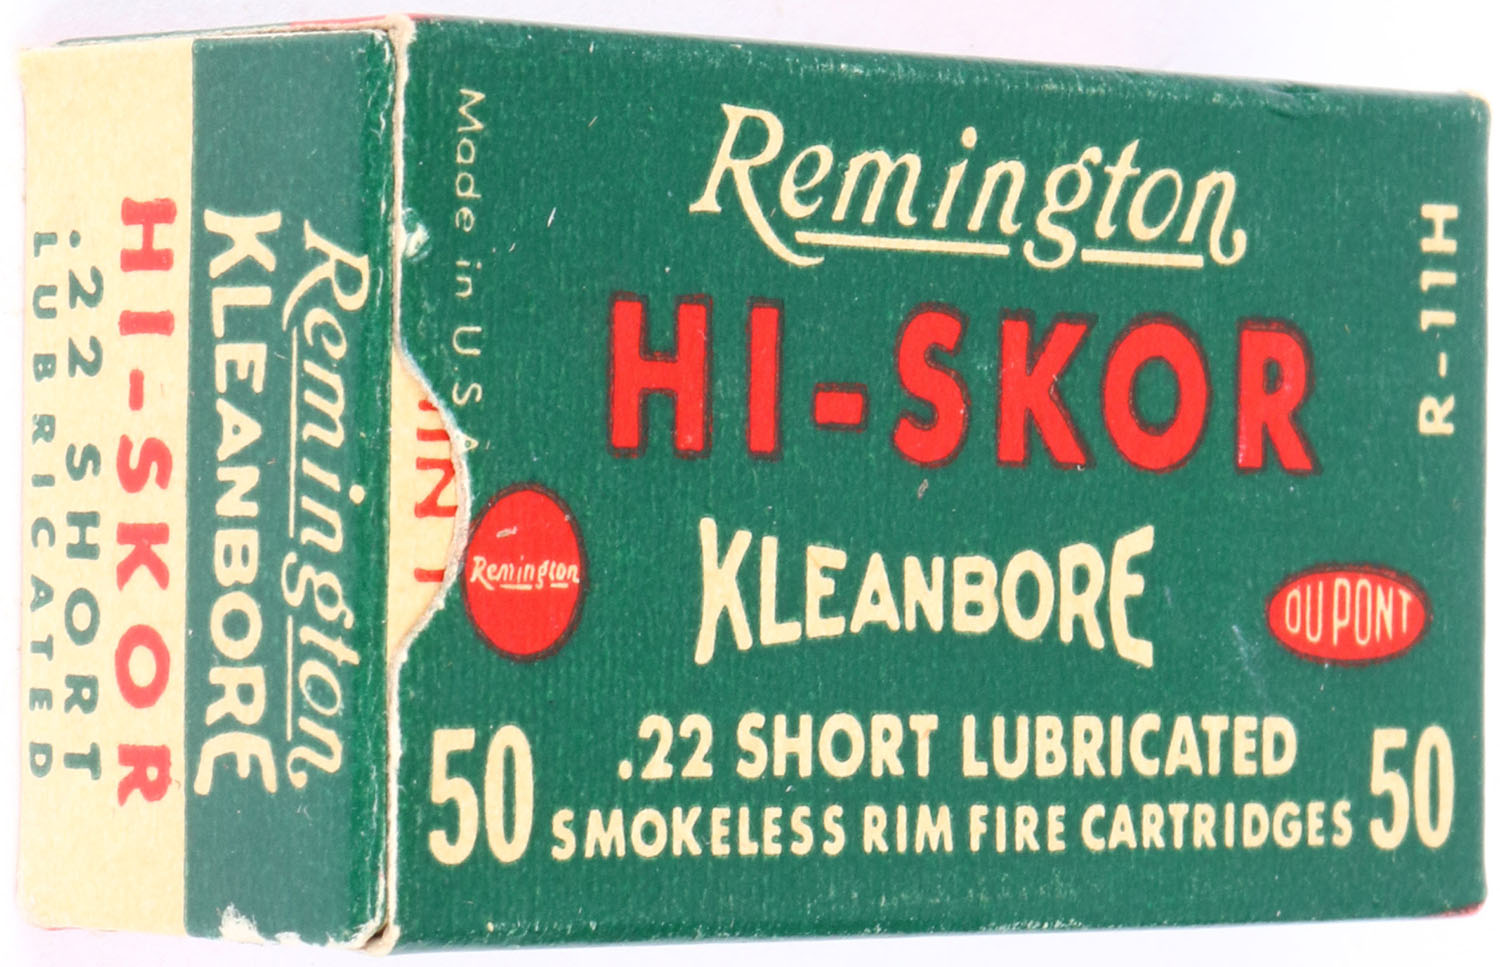 Remington
HI-SKOR
KLEANBORE
.22 SHORT LUBRICATED
SMOKELESS RIM FIRE CARTRIDGES
50
50
Made in U.S.A
R-11H
Remington
DU PONT
Remington
KLEANBORE
HI-SKOR
.22 SHORT
LUBRICATED